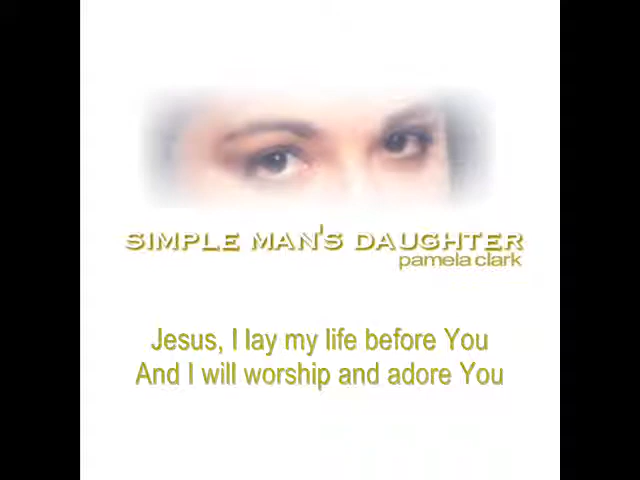 SIMPLE MAN'S DAUGHTER
pamela clark
Jesus, I lay my life before You
And I will worship and adore You